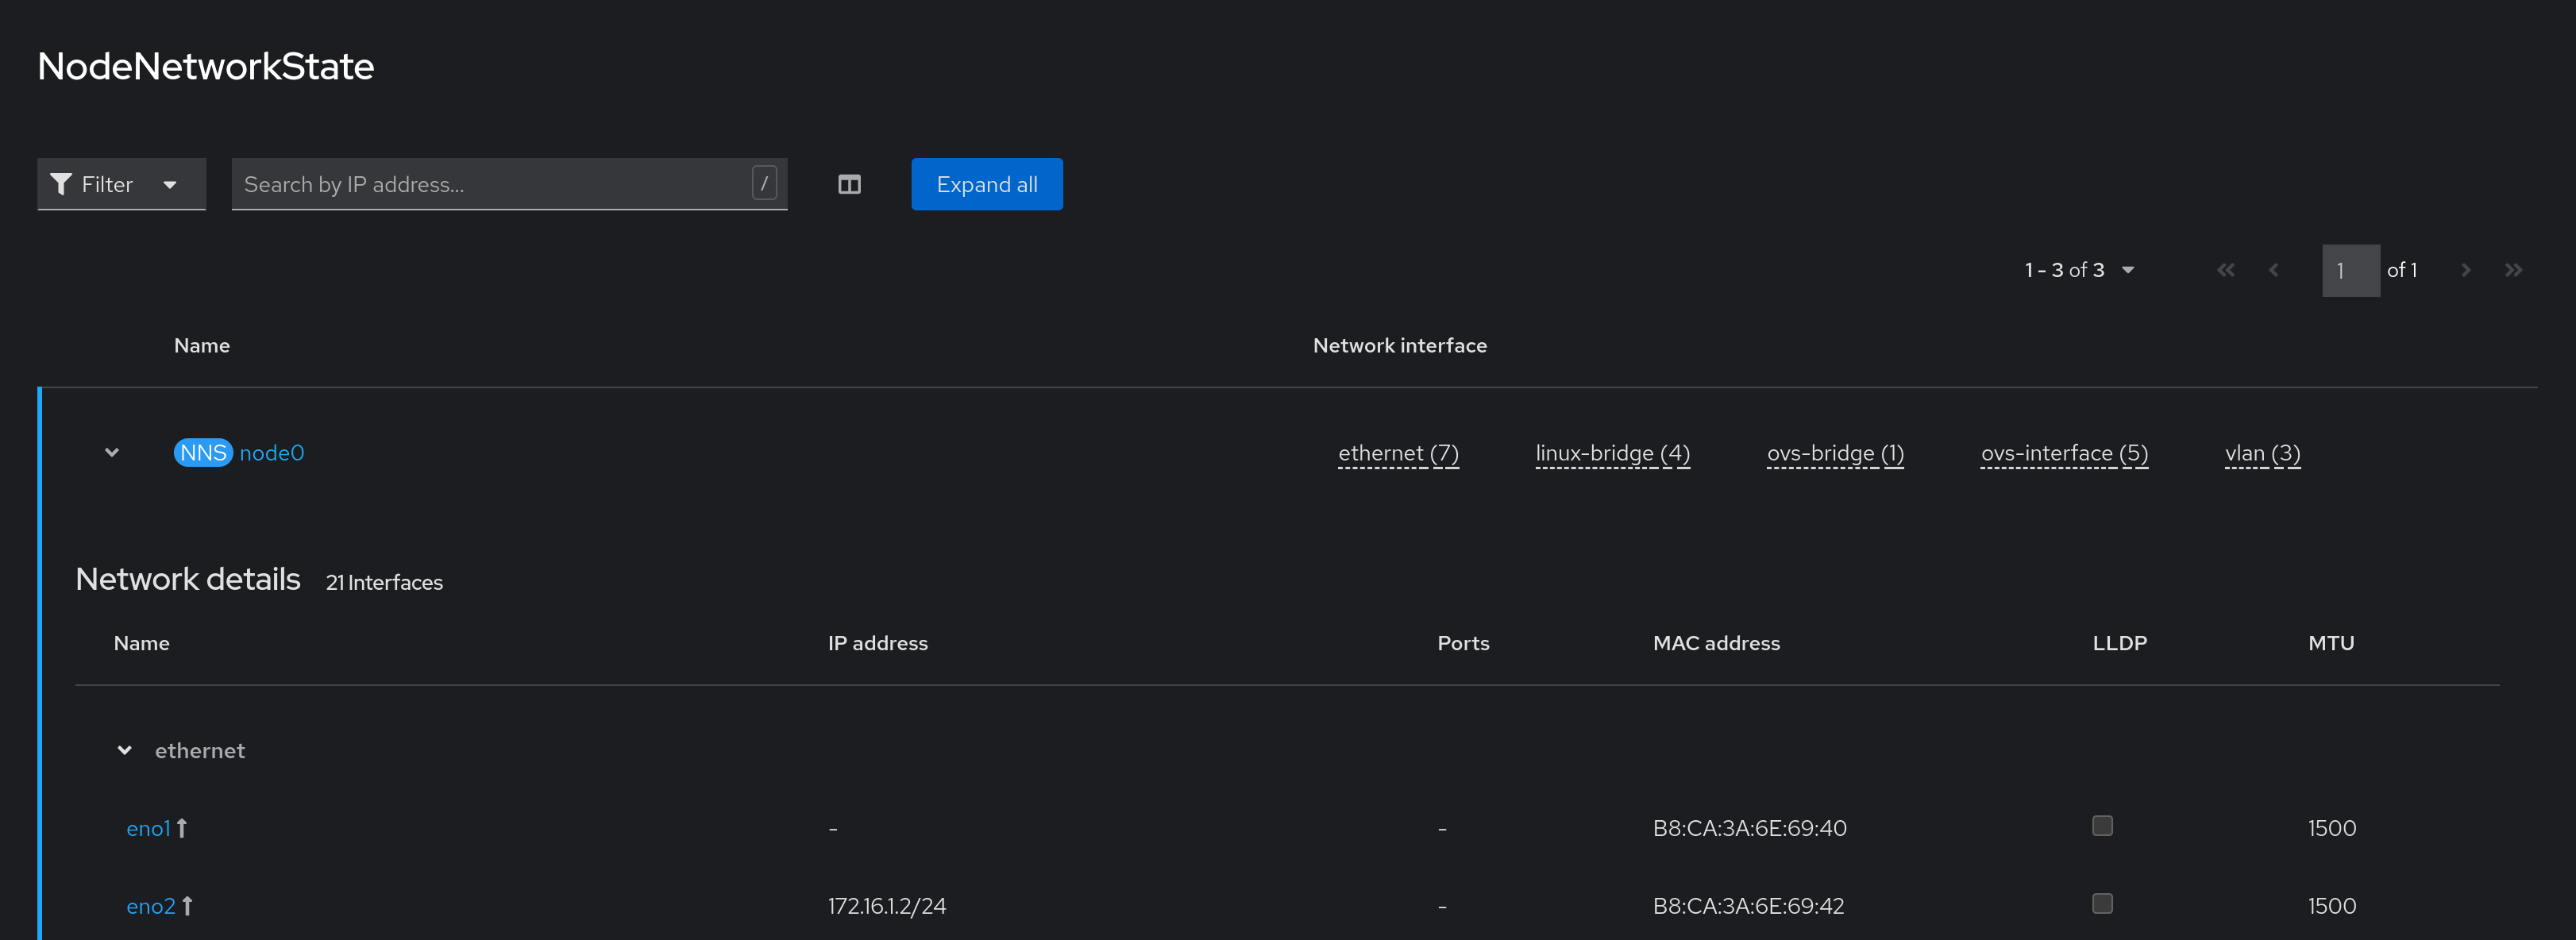 NodeNetworkState
Filter Search by IP address... / Expand all
1 - 3 of 3 1 of 1
Name Network interface
NNS node0 ethernet (7) linux-bridge (4) ovs-bridge (1) ovs-interface (5) vlan (3)
Network details 21 Interfaces
Name IP address Ports MAC address LLDP MTU
ethernet
eno1 - - B8:CA:3A:6E:69:40 1500
eno2 172.16.1.2/24 - B8:CA:3A:6E:69:42 1500